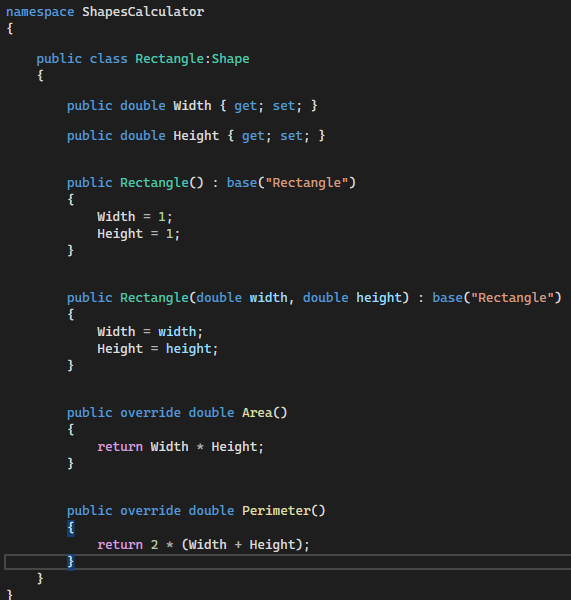 namespace ShapesCalculator
{
public class Rectangle:Shape
{
public double Width { get; set; }
public double Height { get; set; }
public Rectangle() : base("Rectangle")
{
Width = 1;
Height = 1;
}
public Rectangle(double width, double height) : base("Rectangle")
{
Width = width;
Height = height;
}
public override double Area()
{
return Width * Height;
}
public override double Perimeter()
{
return 2 * (Width + Height);
}
}
}